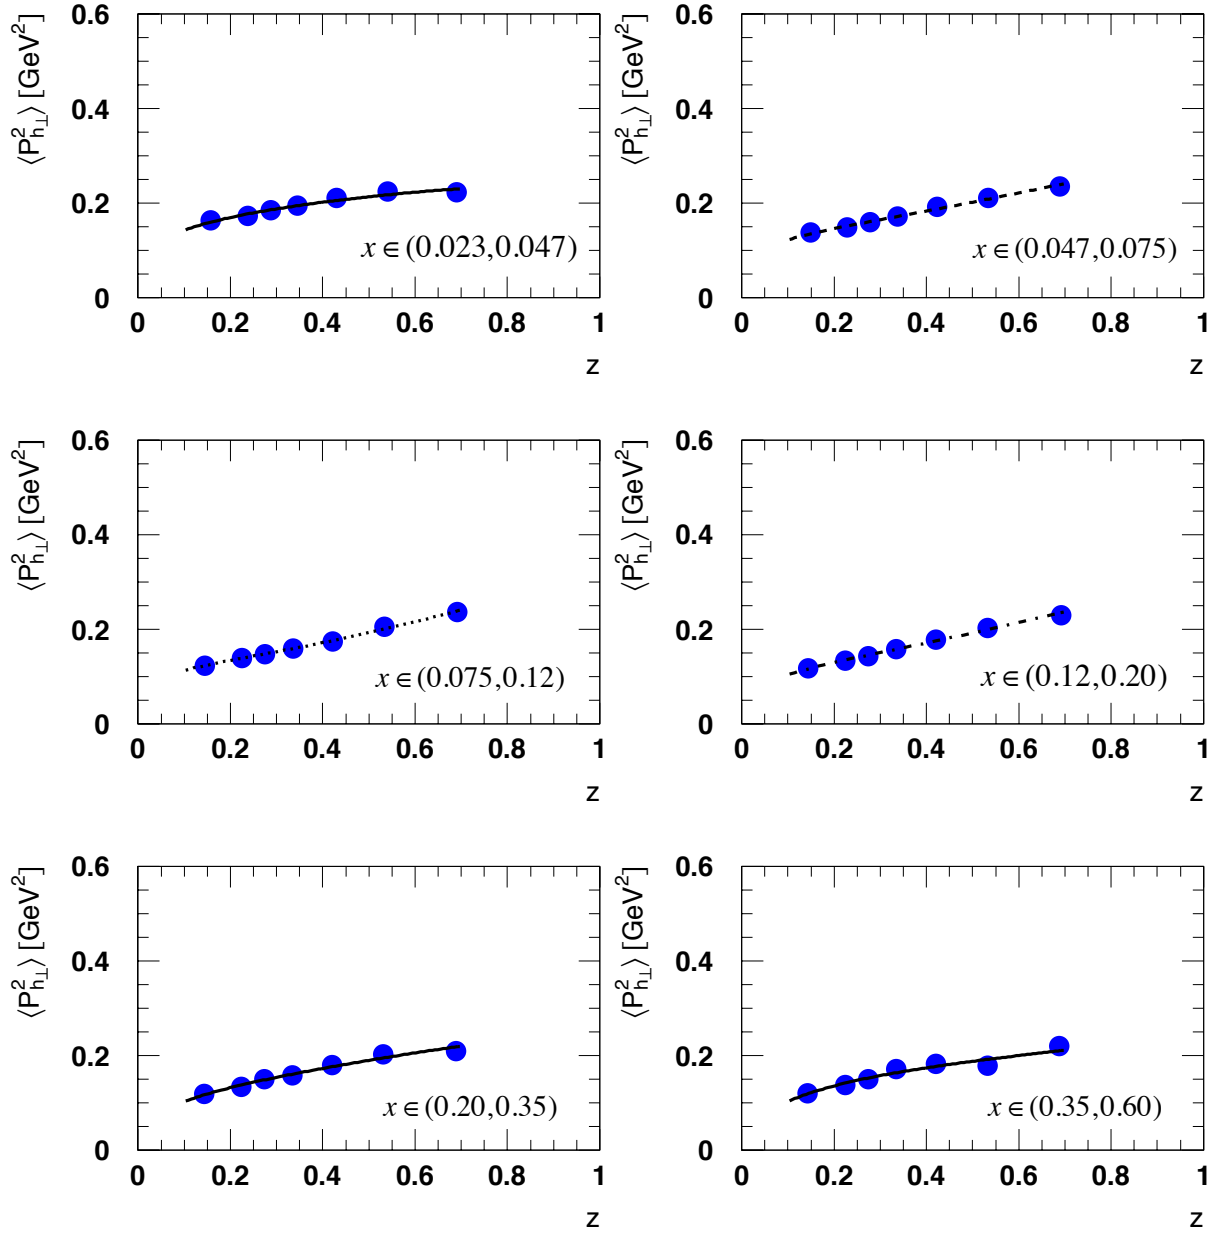 ⟨P²h⊥⟩ [GeV²]
0.6
0.4
0.2
0
x ∈ (0.023,0.047)
0 0.2 0.4 0.6 0.8 1
z
⟨P²h⊥⟩ [GeV²]
0.6
0.4
0.2
0
x ∈ (0.047,0.075)
0 0.2 0.4 0.6 0.8 1
z
⟨P²h⊥⟩ [GeV²]
0.6
0.4
0.2
0
x ∈ (0.075,0.12)
0 0.2 0.4 0.6 0.8 1
z
⟨P²h⊥⟩ [GeV²]
0.6
0.4
0.2
0
x ∈ (0.12,0.20)
0 0.2 0.4 0.6 0.8 1
z
⟨P²h⊥⟩ [GeV²]
0.6
0.4
0.2
0
x ∈ (0.20,0.35)
0 0.2 0.4 0.6 0.8 1
z
⟨P²h⊥⟩ [GeV²]
0.6
0.4
0.2
0
x ∈ (0.35,0.60)
0 0.2 0.4 0.6 0.8 1
z